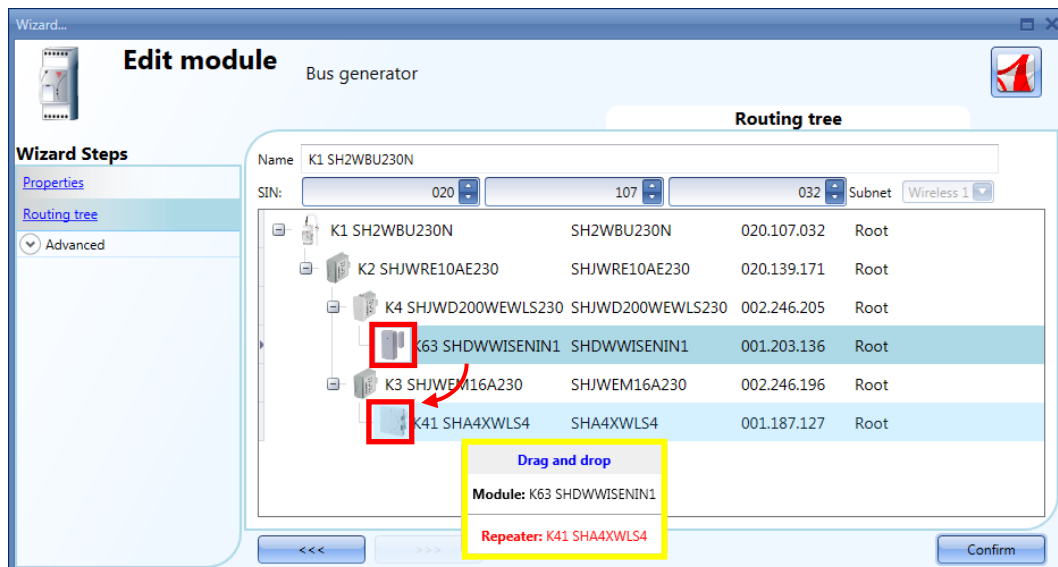 Wizard...
Edit module
Bus generator
Routing tree
Wizard Steps
Properties
Routing tree
Advanced
Name K1 SH2WBU230N
SIN: 020 107 032 Subnet Wireless 1
K1 SH2WBU230N SH2WBU230N 020.107.032 Root
K2 SHJWRE10AE230 SHJWRE10AE230 020.139.171 Root
K4 SHJWD200WEWLS230 SHJWD200WEWLS230 002.246.205 Root
K63 SHDWWISENIN1 SHDWWISENIN1 001.203.136 Root
K3 SHJWEM16A230 SHJWEM16A230 002.246.196 Root
K41 SHA4XWLS4 SHA4XWLS4 001.187.127 Root
Drag and drop
Module: K63 SHDWWISENIN1
Repeater: K41 SHA4XWLS4
<<< >>> Confirm